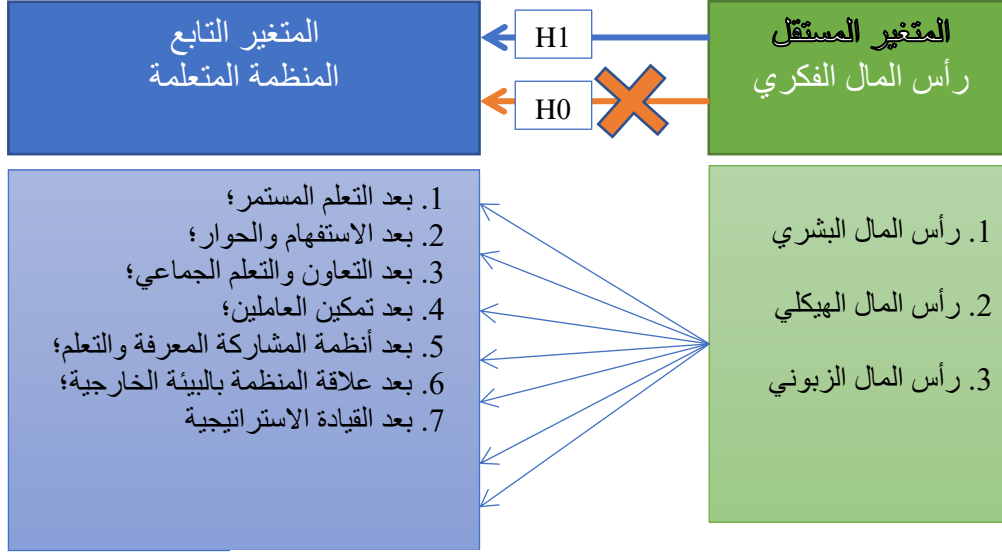 المتغير المستقل
رأس المال الفكري
H1
H0
المتغير التابع
المنظمة المتعلمة
1. رأس المال البشري
2. رأس المال الهيكلي
3. رأس المال الزبوني
1. بعد التعلم المستمر؛
2. بعد الاستفهام والحوار؛
3. بعد التعاون والتعلم الجماعي؛
4. بعد تمكين العاملين؛
5. بعد أنظمة المشاركة المعرفة والتعلم؛
6. بعد علاقة المنظمة بالبيئة الخارجية؛
7. بعد القيادة الاستراتيجية